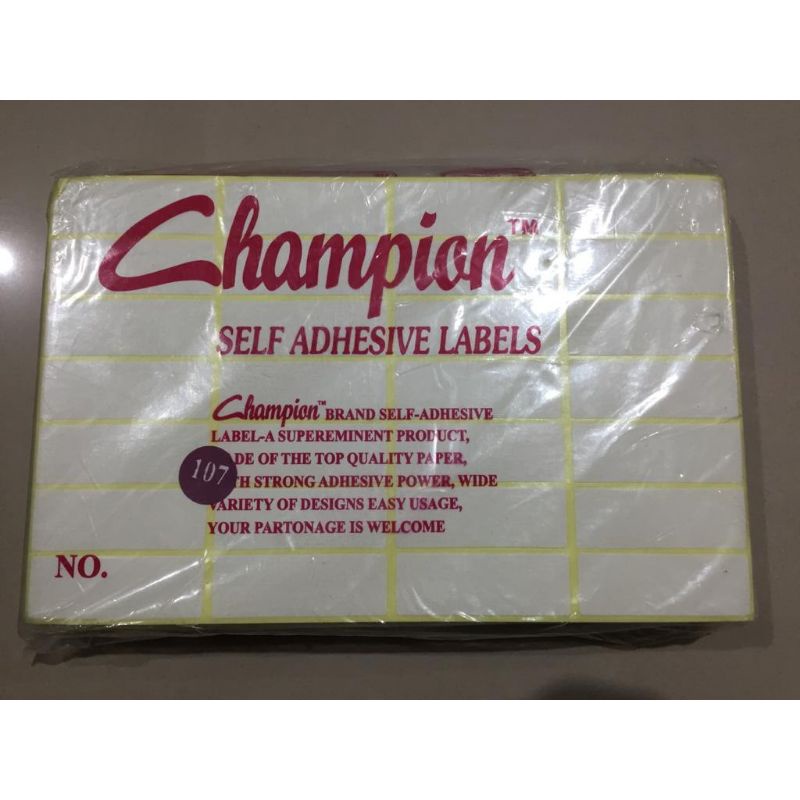 Champion™
SELF ADHESIVE LABELS
Champion™ BRAND SELF-ADHESIVE
LABEL-A SUPEREMINENT PRODUCT,
DE OF THE TOP QUALITY PAPER,
107
TH STRONG ADHESIVE POWER, WIDE
VARIETY OF DESIGNS EASY USAGE,
YOUR PARTONAGE IS WELCOME
NO.